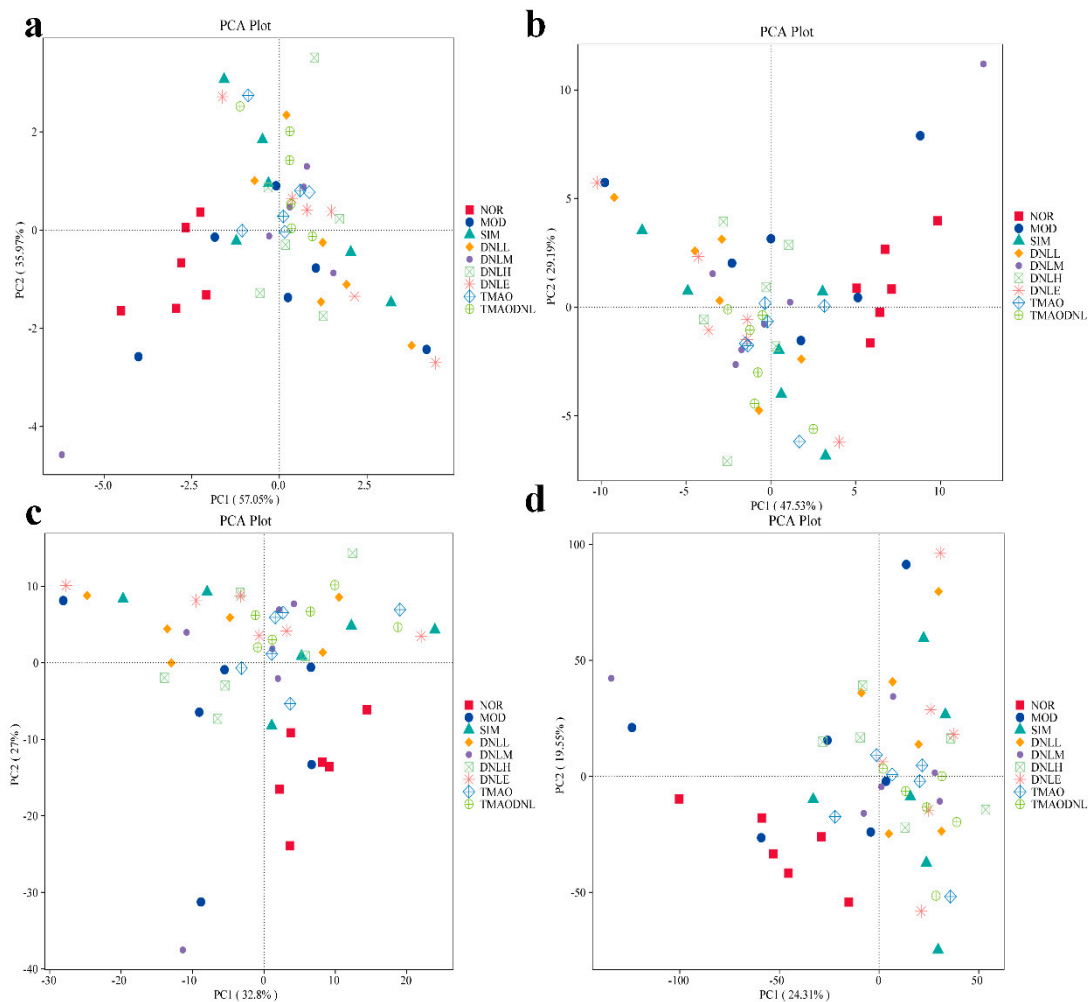 a
PCA Plot
2
0
-2
-4
PC2 ( 35.97% )
-5.0
-2.5
0.0
2.5
PC1 ( 57.05% )
NOR
MOD
SIM
DNLL
DNLM
DNLH
DNLE
TMAO
TMAODNL
b
PCA Plot
10
5
0
-5
PC2 ( 29.19% )
-10
-5
0
5
10
PC1 ( 47.53% )
NOR
MOD
SIM
DNLL
DNLM
DNLH
DNLE
TMAO
TMAODNL
c
PCA Plot
10
0
-10
-20
-30
-40
PC2 ( 27% )
-30
-20
-10
0
10
20
PC1 ( 32.8% )
NOR
MOD
SIM
DNLL
DNLM
DNLH
DNLE
TMAO
TMAODNL
d
PCA Plot
100
50
0
-50
PC2 ( 19.55% )
-100
-50
0
50
PC1 ( 24.31% )
NOR
MOD
SIM
DNLL
DNLM
DNLH
DNLE
TMAO
TMAODNL